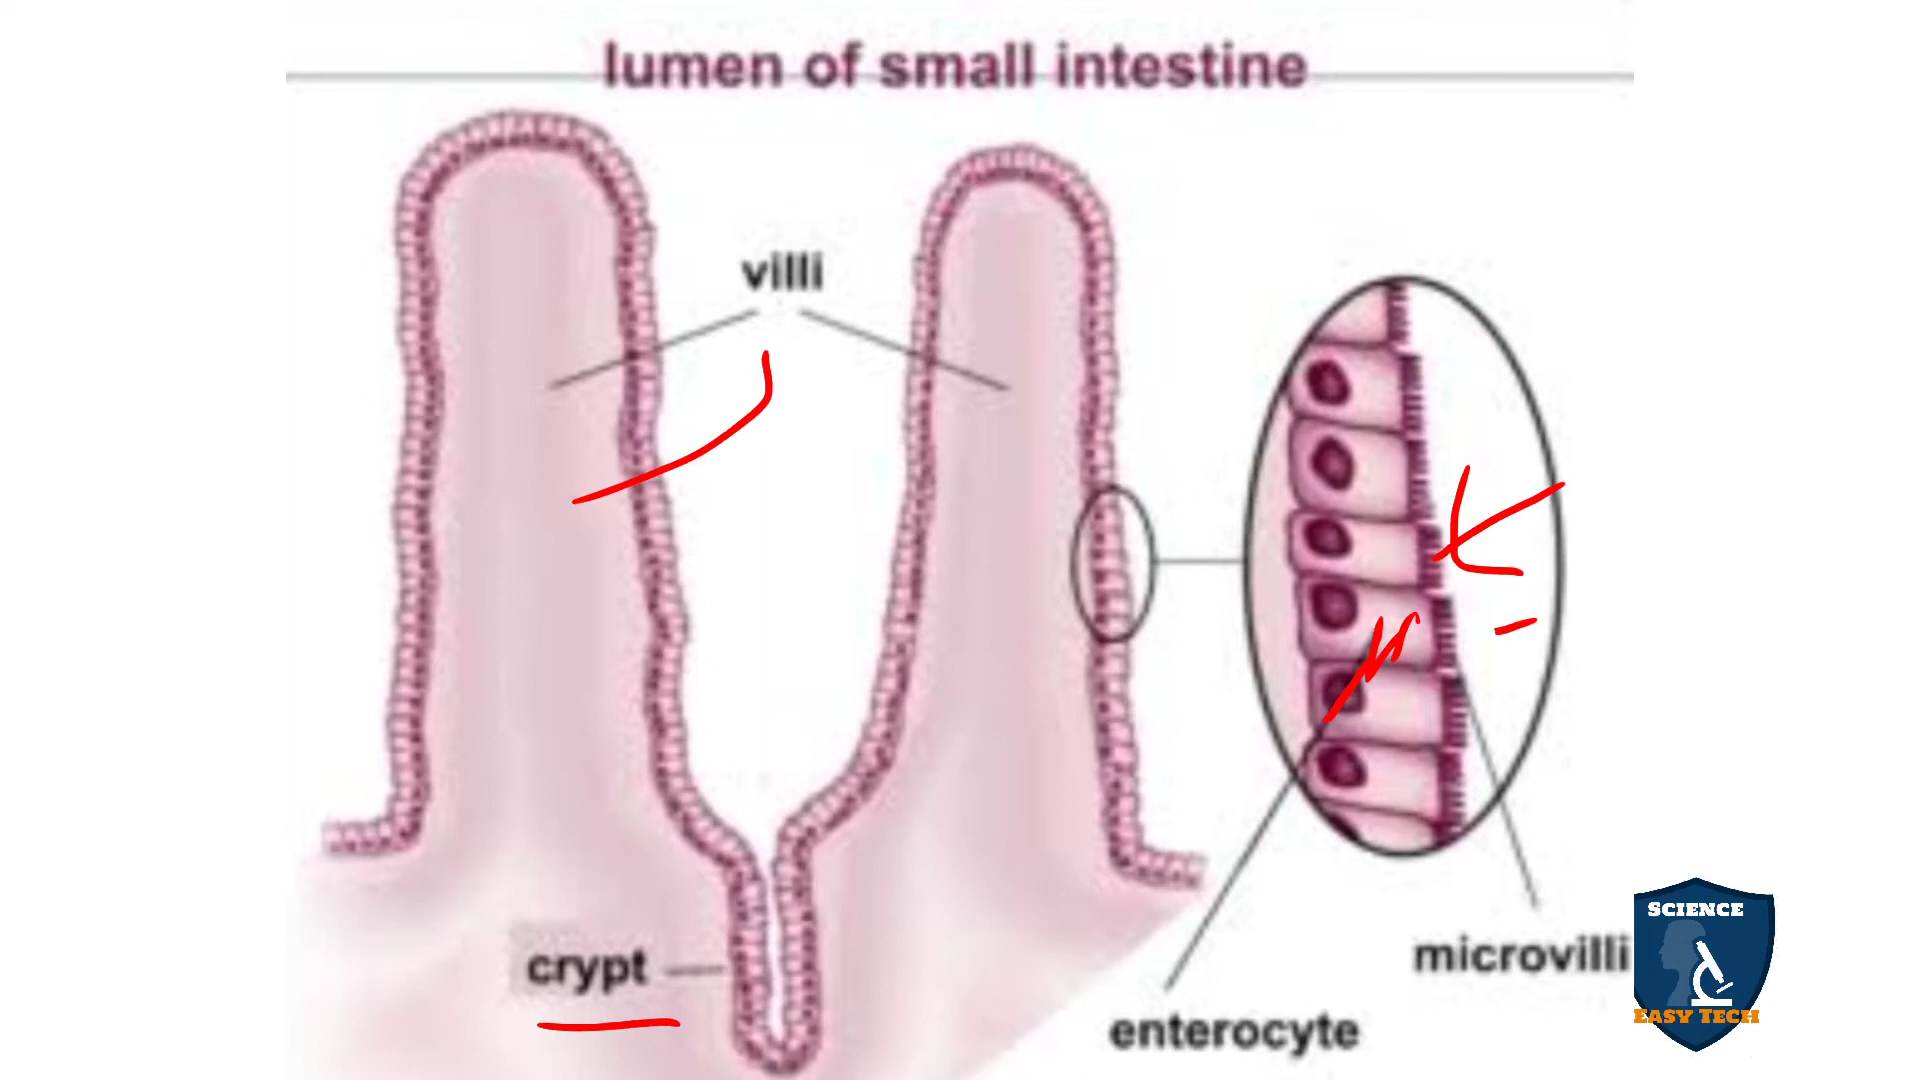 lumen of small intestine
villi
crypt
microvilli
enterocyte
SCIENCE
EASY TECH